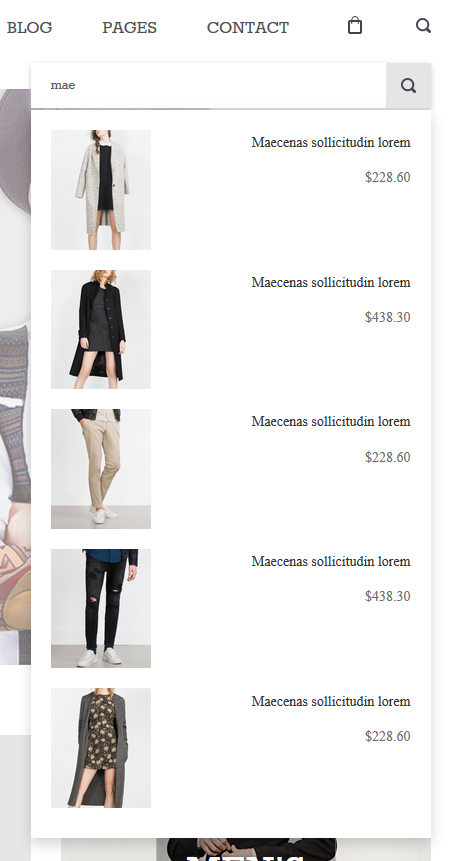 BLOG PAGES CONTACT
mae
Maecenas sollicitudin lorem
$228.60
Maecenas sollicitudin lorem
$438.30
Maecenas sollicitudin lorem
$228.60
Maecenas sollicitudin lorem
$438.30
Maecenas sollicitudin lorem
$228.60
MEN'S